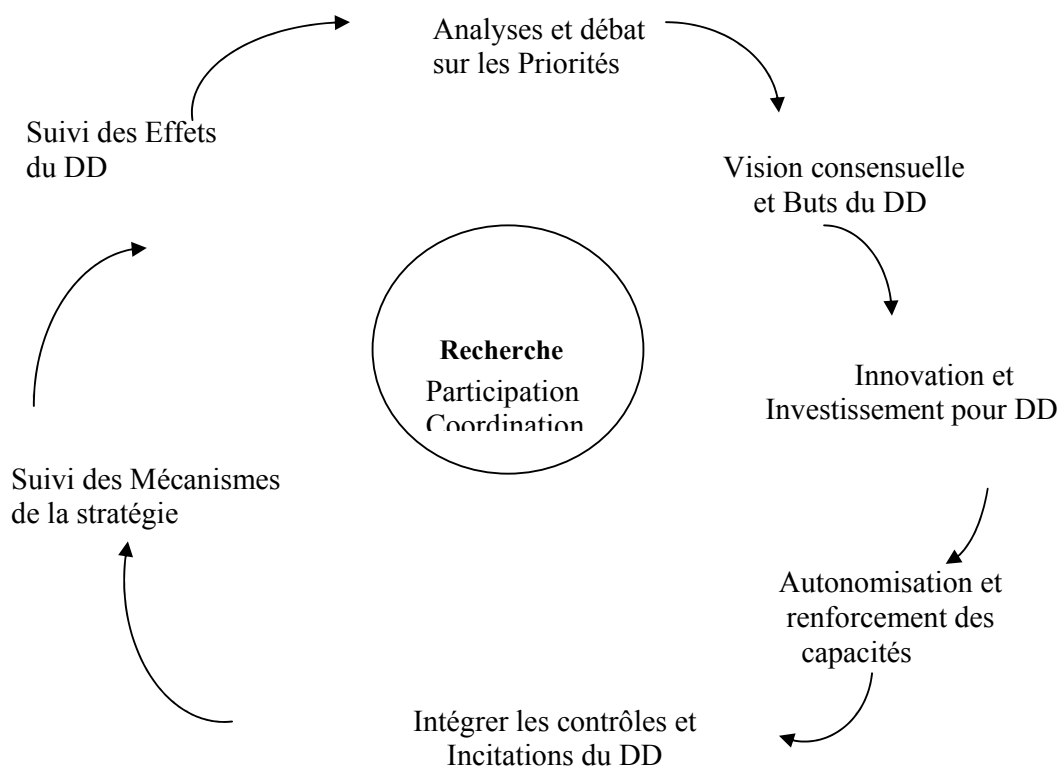 Analyses et débat
sur les Priorités
Vision consensuelle
et Buts du DD
Innovation et
Investissement pour DD
Autonomisation et
renforcement des
capacités
Intégrer les contrôles et
Incitations du DD
Suivi des Mécanismes
de la stratégie
Suivi des Effets
du DD
Recherche
Participation
Coordination